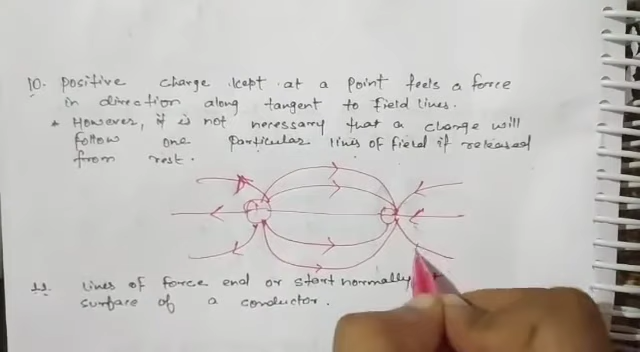 10. positive charge kept at a point feels a force
in direction along tangent to field lines.
* However, it is not necessary that a charge will
follow one particular lines of field if released
from rest.
11. Lines of force end or start normally
surface of a conductor.